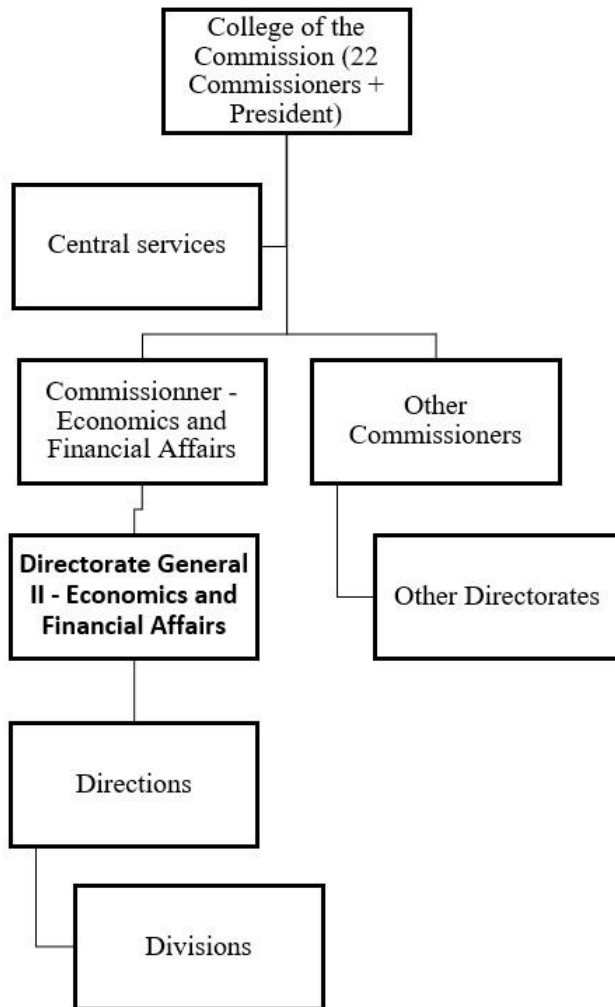 College of the
Commission (22
Commissioners +
President)
Central services
Commissionner -
Economics and
Financial Affairs
Other
Commissioners
Directorate General
II - Economics and
Financial Affairs
Other Directorates
Directions
Divisions